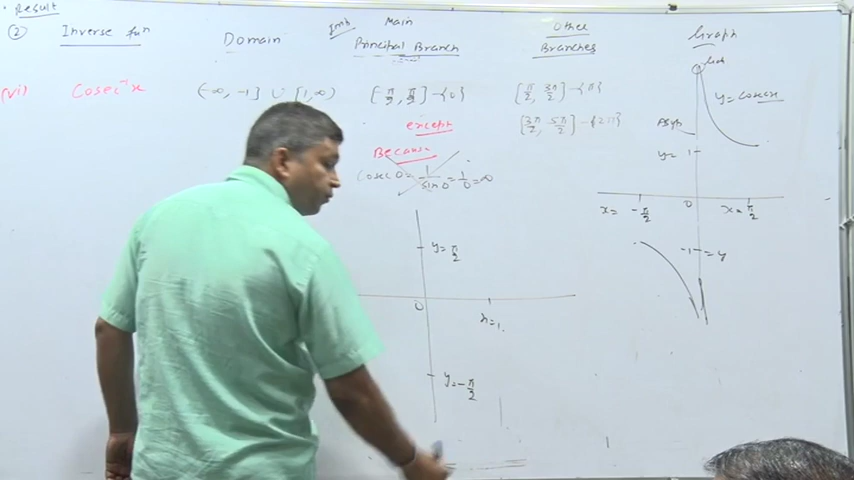 Result
② Inverse fun Domain Imp Main Principal Branch Other Branches Graph
(vi) Cosec⁻¹x (-∞, -1] ∪ [1, ∞) [-π/2, π/2] - {0} [π/2, 3π/2] - {π}
[3π/2, 5π/2] - {2π}
except
Because
Cosec 0 = 1/sin 0 = 1/0 = ∞
y = cosec x
y = 1
0
x = -π/2
x = π/2
-1 = y
y = π/2
0
x = 1
y = -π/2